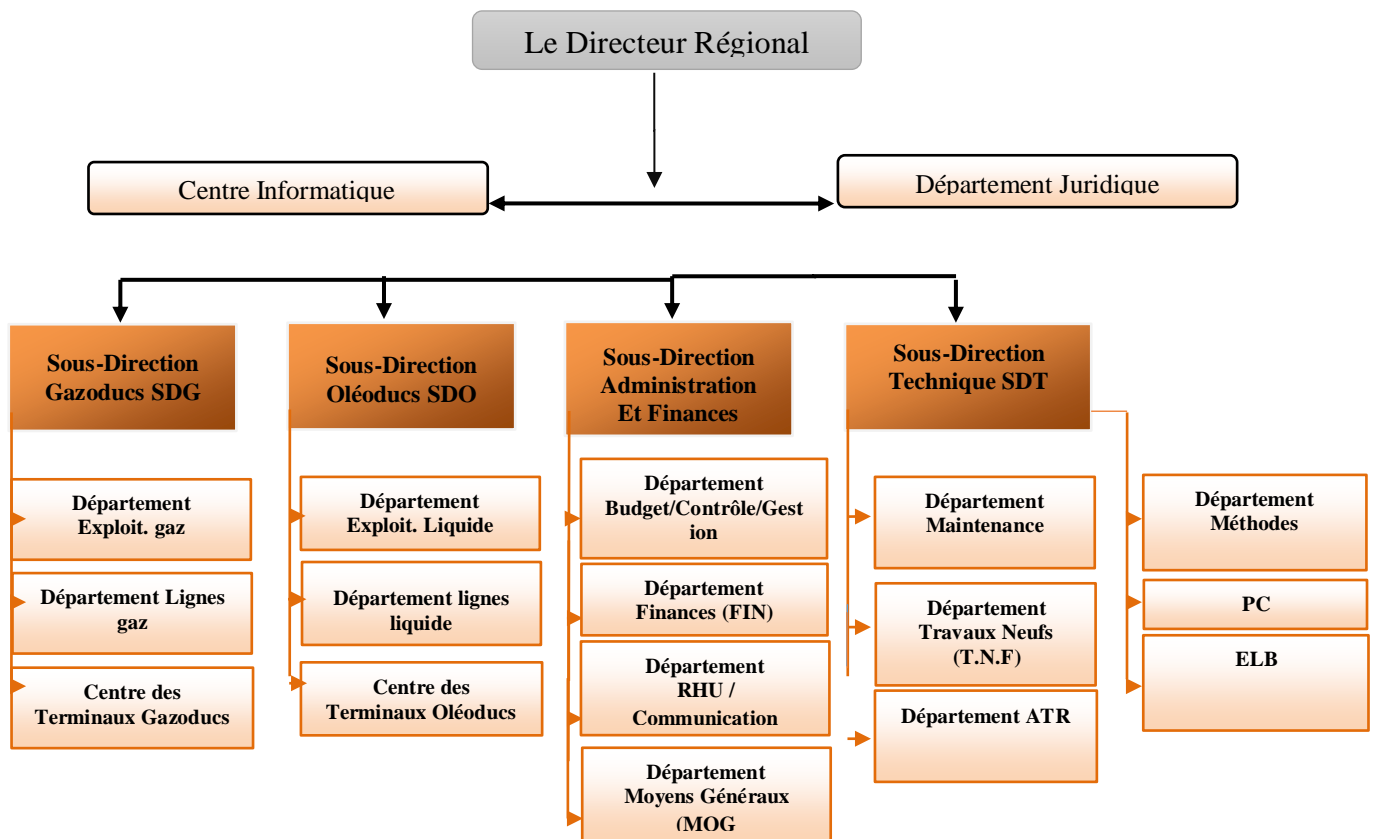 Le Directeur Régional
Centre Informatique
Département Juridique
Sous-Direction
Gazoducs SDG
Sous-Direction
Oléoducs SDO
Sous-Direction
Administration
Et Finances
Sous-Direction
Technique SDT
Département
Exploit. gaz
Département Lignes
gaz
Centre des
Terminaux Gazoducs
Département
Exploit. Liquide
Département lignes
liquide
Centre des
Terminaux Oléoducs
Département
Budget/Contrôle/Gest
ion
Département
Finances (FIN)
Département
RHU /
Communication
Département
Moyens Généraux
(MOG
Département
Maintenance
Département
Travaux Neufs
(T.N.F)
Département ATR
Département
Méthodes
PC
ELB